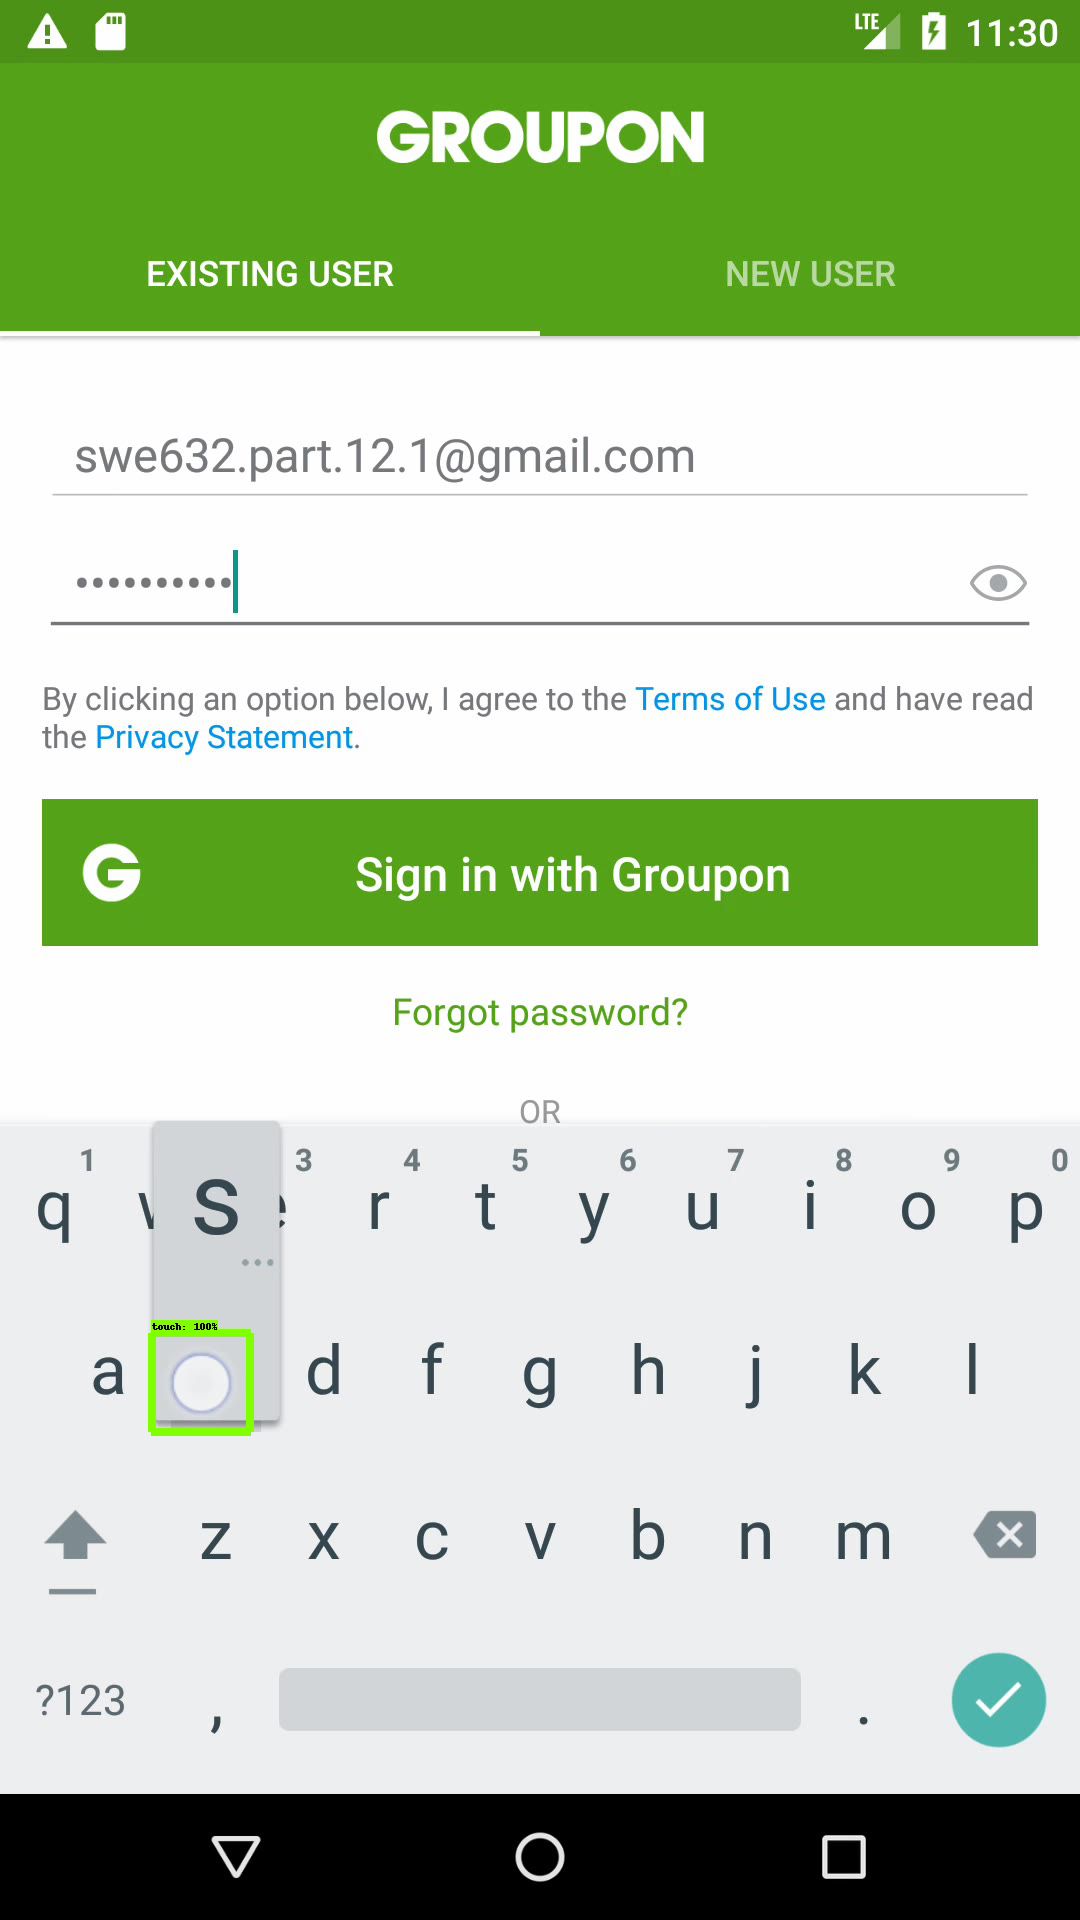 LTE 11:30
GROUPON
EXISTING USER NEW USER
swe632.part.12.1@gmail.com
••••••••••
By clicking an option below, I agree to the Terms of Use and have read
the Privacy Statement.
G Sign in with Groupon
Forgot password?
OR
1 3 4 5 6 7 8 9 0
q w s e r t y u i o p
touch: 100%
a d f g h j k l
z x c v b n m
?123 , .